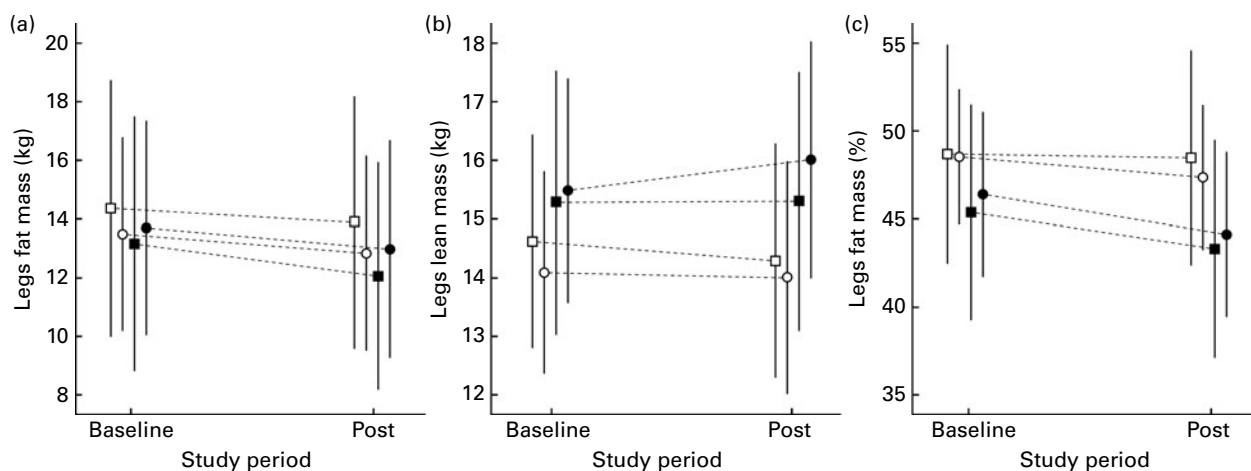 (a)
20
18
16
14
12
10
8
Legs fat mass (kg)
Baseline
Post
Study period
(b)
18
17
16
15
14
13
12
Legs lean mass (kg)
Baseline
Post
Study period
(c)
55
50
45
40
35
Legs fat mass (%)
Baseline
Post
Study period